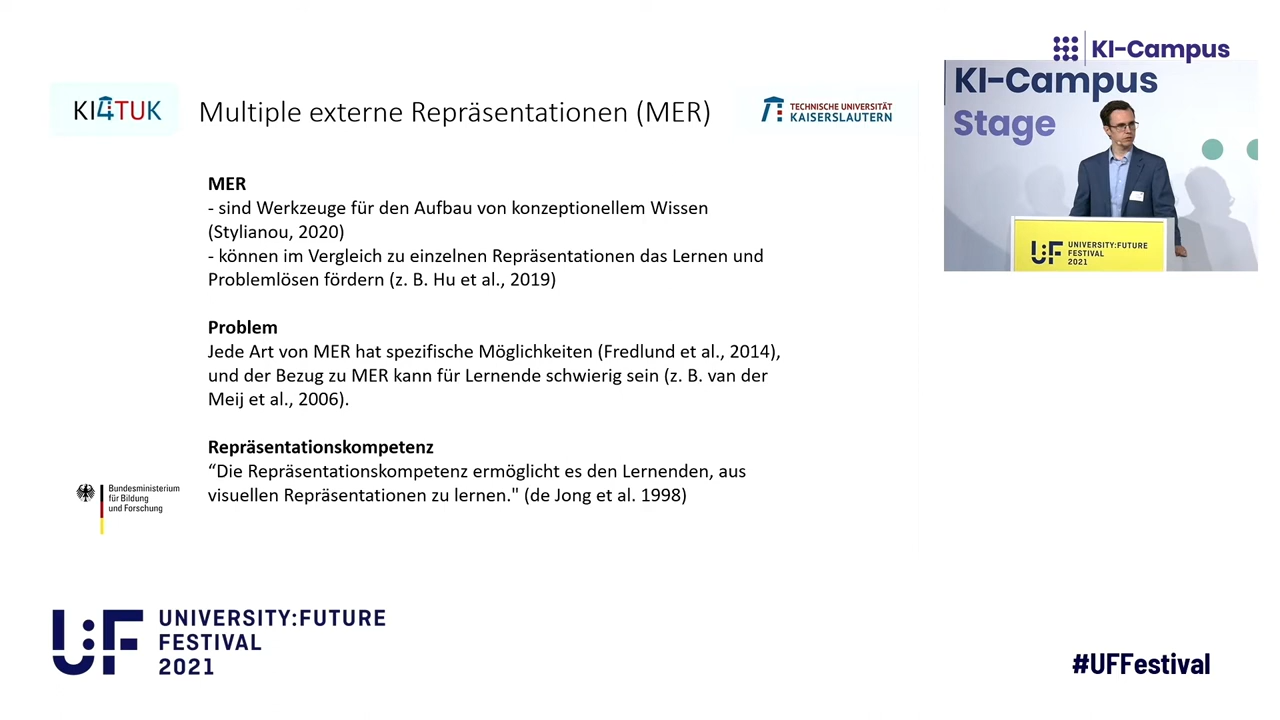 KI-Campus
KI4TUK
Multiple externe Repräsentationen (MER)
TECHNISCHE UNIVERSITÄT
KAISERSLAUTERN
KI-Campus
Stage
MER
- sind Werkzeuge für den Aufbau von konzeptionellem Wissen
(Stylianou, 2020)
- können im Vergleich zu einzelnen Repräsentationen das Lernen und
Problemlösen fördern (z. B. Hu et al., 2019)
U:F UNIVERSITY:FUTURE
FESTIVAL
2021
Problem
Jede Art von MER hat spezifische Möglichkeiten (Fredlund et al., 2014),
und der Bezug zu MER kann für Lernende schwierig sein (z. B. van der
Meij et al., 2006).
Repräsentationskompetenz
“Die Repräsentationskompetenz ermöglicht es den Lernenden, aus
visuellen Repräsentationen zu lernen." (de Jong et al. 1998)
Bundesministerium
für Bildung
und Forschung
U:F UNIVERSITY:FUTURE
FESTIVAL
2021
#UFFestival